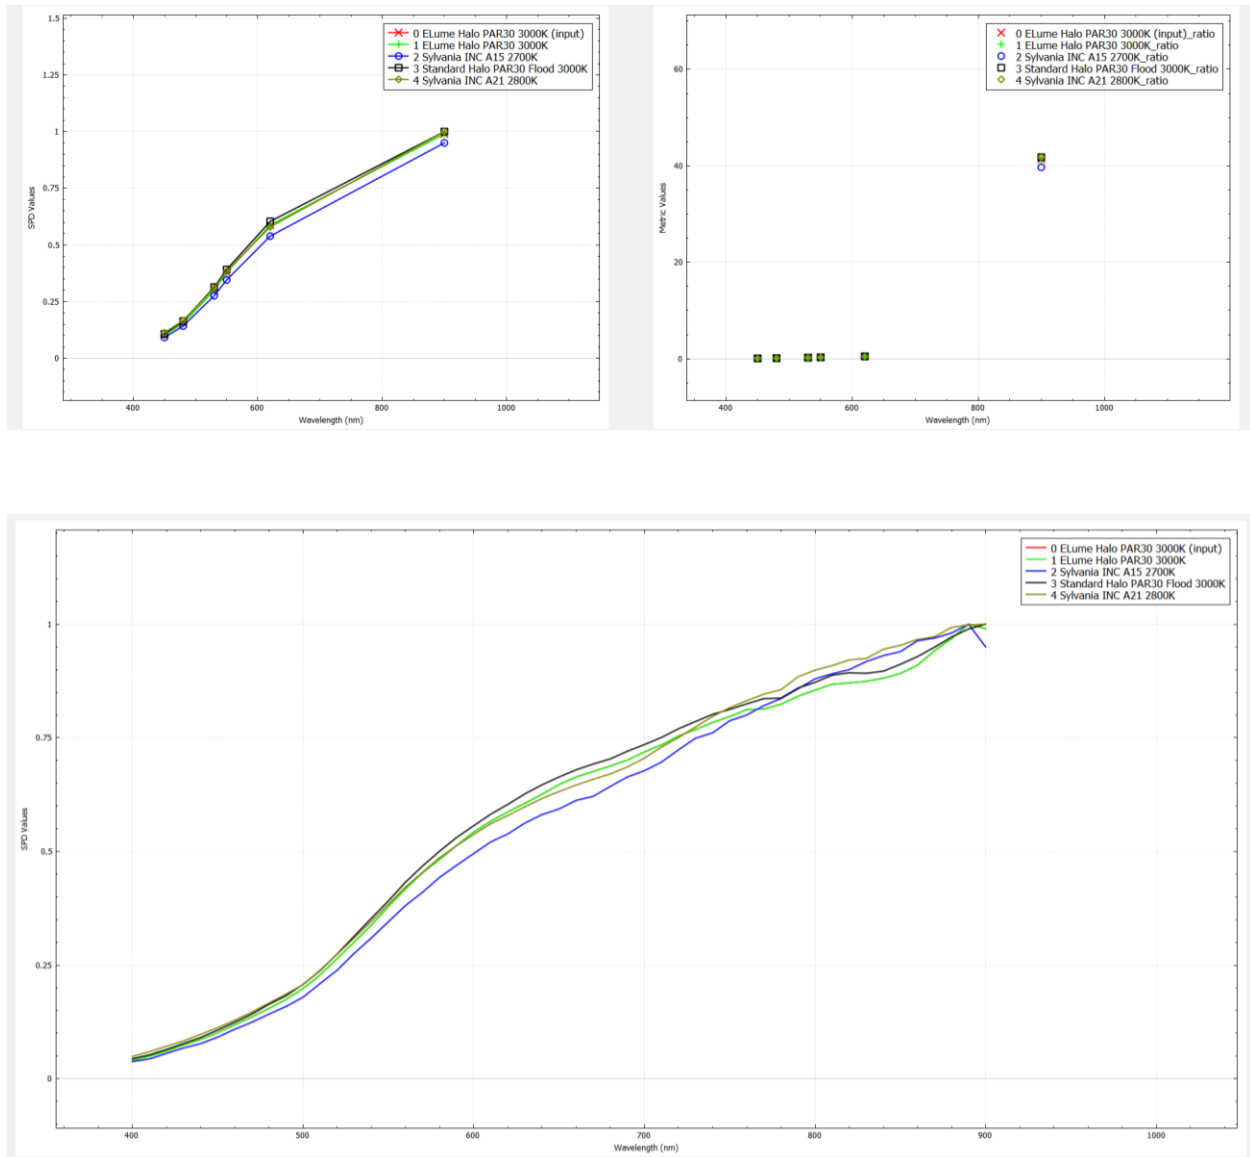 1.5
1.25
1
0.75
0.5
0.25
0
SPD Values
400
600
800
1000
Wavelength (nm)
0 ELume Halo PAR30 3000K (input)
1 ELume Halo PAR30 3000K
2 Sylvania INC A15 2700K
3 Standard Halo PAR30 Flood 3000K
4 Sylvania INC A21 2800K
60
40
20
0
Metric Values
400
600
800
1000
Wavelength (nm)
0 ELume Halo PAR30 3000K (input)_ratio
1 ELume Halo PAR30 3000K_ratio
2 Sylvania INC A15 2700K_ratio
3 Standard Halo PAR30 Flood 3000K_ratio
4 Sylvania INC A21 2800K_ratio
1
0.75
0.5
0.25
0
SPD Values
400
500
600
700
800
900
1000
Wavelength (nm)
0 ELume Halo PAR30 3000K (input)
1 ELume Halo PAR30 3000K
2 Sylvania INC A15 2700K
3 Standard Halo PAR30 Flood 3000K
4 Sylvania INC A21 2800K